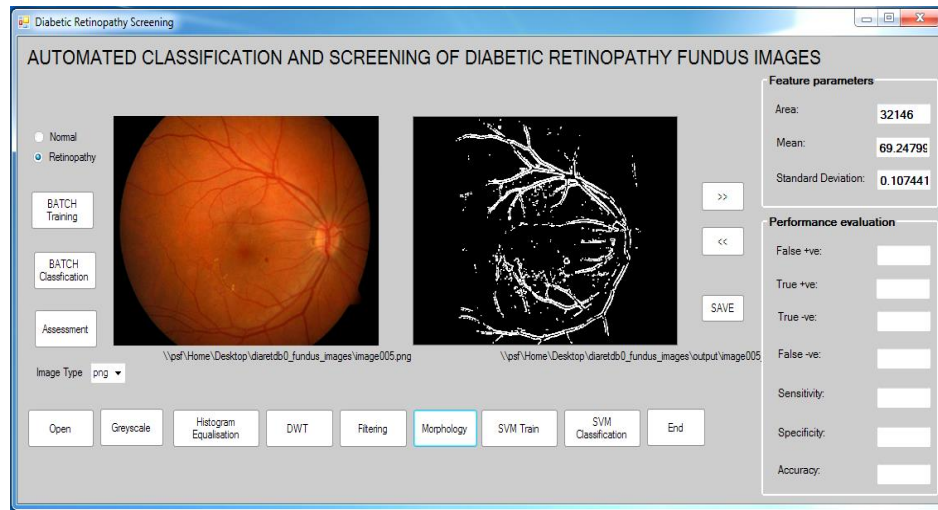 Diabetic Retinopathy Screening
AUTOMATED CLASSIFICATION AND SCREENING OF DIABETIC RETINOPATHY FUNDUS IMAGES
Normal
Retinopathy
BATCH
Training
BATCH
Classfication
Assessment
Image Type png
\\psf\Home\Desktop\diaretdb0_fundus_images\image005.png
\\psf\Home\Desktop\diaretdb0_fundus_images\output\image005_
>>
<<
SAVE
Open
Greyscale
Histogram
Equalisation
DWT
Filtering
Morphology
SVM Train
SVM
Classification
End
Feature parameters
Area: 32146
Mean: 69.24799
Standard Deviation: 0.107441
Performance evaluation
False +ve:
True +ve:
True -ve:
False -ve:
Sensitivity:
Specificity:
Accuracy: